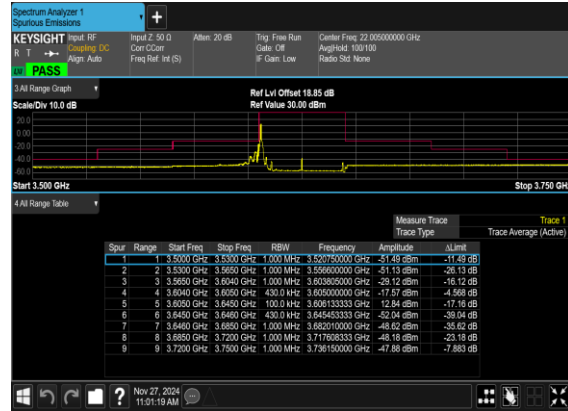 Spectrum Analyzer 1
Spurious Emissions
KEYSIGHT Input: RF Input Z: 50 Ω Atten: 20 dB Trig: Free Run Center Freq: 22.005000000 GHz
R T Coupling: DC Corr CCorr Gate: Off Avg|Hold: 100/100
Align: Auto Freq Ref: Int (S) IF Gain: Low Radio Std: None
PASS
3 All Range Graph
Ref Lvl Offset 18.85 dB
Scale/Div 10.0 dB Ref Value 30.00 dBm
20.0
0.00
-20.0
-40.0
-60.0
Start 3.500 GHz Stop 3.750 GHz
4 All Range Table
Measure Trace Trace 1
Trace Type Trace Average (Active)
Spur Range Start Freq Stop Freq RBW Frequency Amplitude ΔLimit
1 1 3.5000 GHz 3.5300 GHz 1.000 MHz 3.520750000 GHz -51.49 dBm -11.49 dB
2 2 3.5300 GHz 3.5650 GHz 1.000 MHz 3.556600000 GHz -51.13 dBm -26.13 dB
3 3 3.5650 GHz 3.6040 GHz 1.000 MHz 3.603805000 GHz -29.12 dBm -16.12 dB
4 4 3.6040 GHz 3.6050 GHz 430.0 kHz 3.605000000 GHz -17.57 dBm -4.568 dB
5 5 3.6050 GHz 3.6450 GHz 100.0 kHz 3.606133333 GHz 12.84 dBm -17.16 dB
6 6 3.6450 GHz 3.6460 GHz 430.0 kHz 3.645453333 GHz -52.04 dBm -39.04 dB
7 7 3.6460 GHz 3.6850 GHz 1.000 MHz 3.682010000 GHz -48.62 dBm -35.62 dB
8 8 3.6850 GHz 3.7200 GHz 1.000 MHz 3.717608333 GHz -48.18 dBm -23.18 dB
9 9 3.7200 GHz 3.7500 GHz 1.000 MHz 3.736150000 GHz -47.88 dBm -7.883 dB
Nov 27, 2024
11:01:19 AM